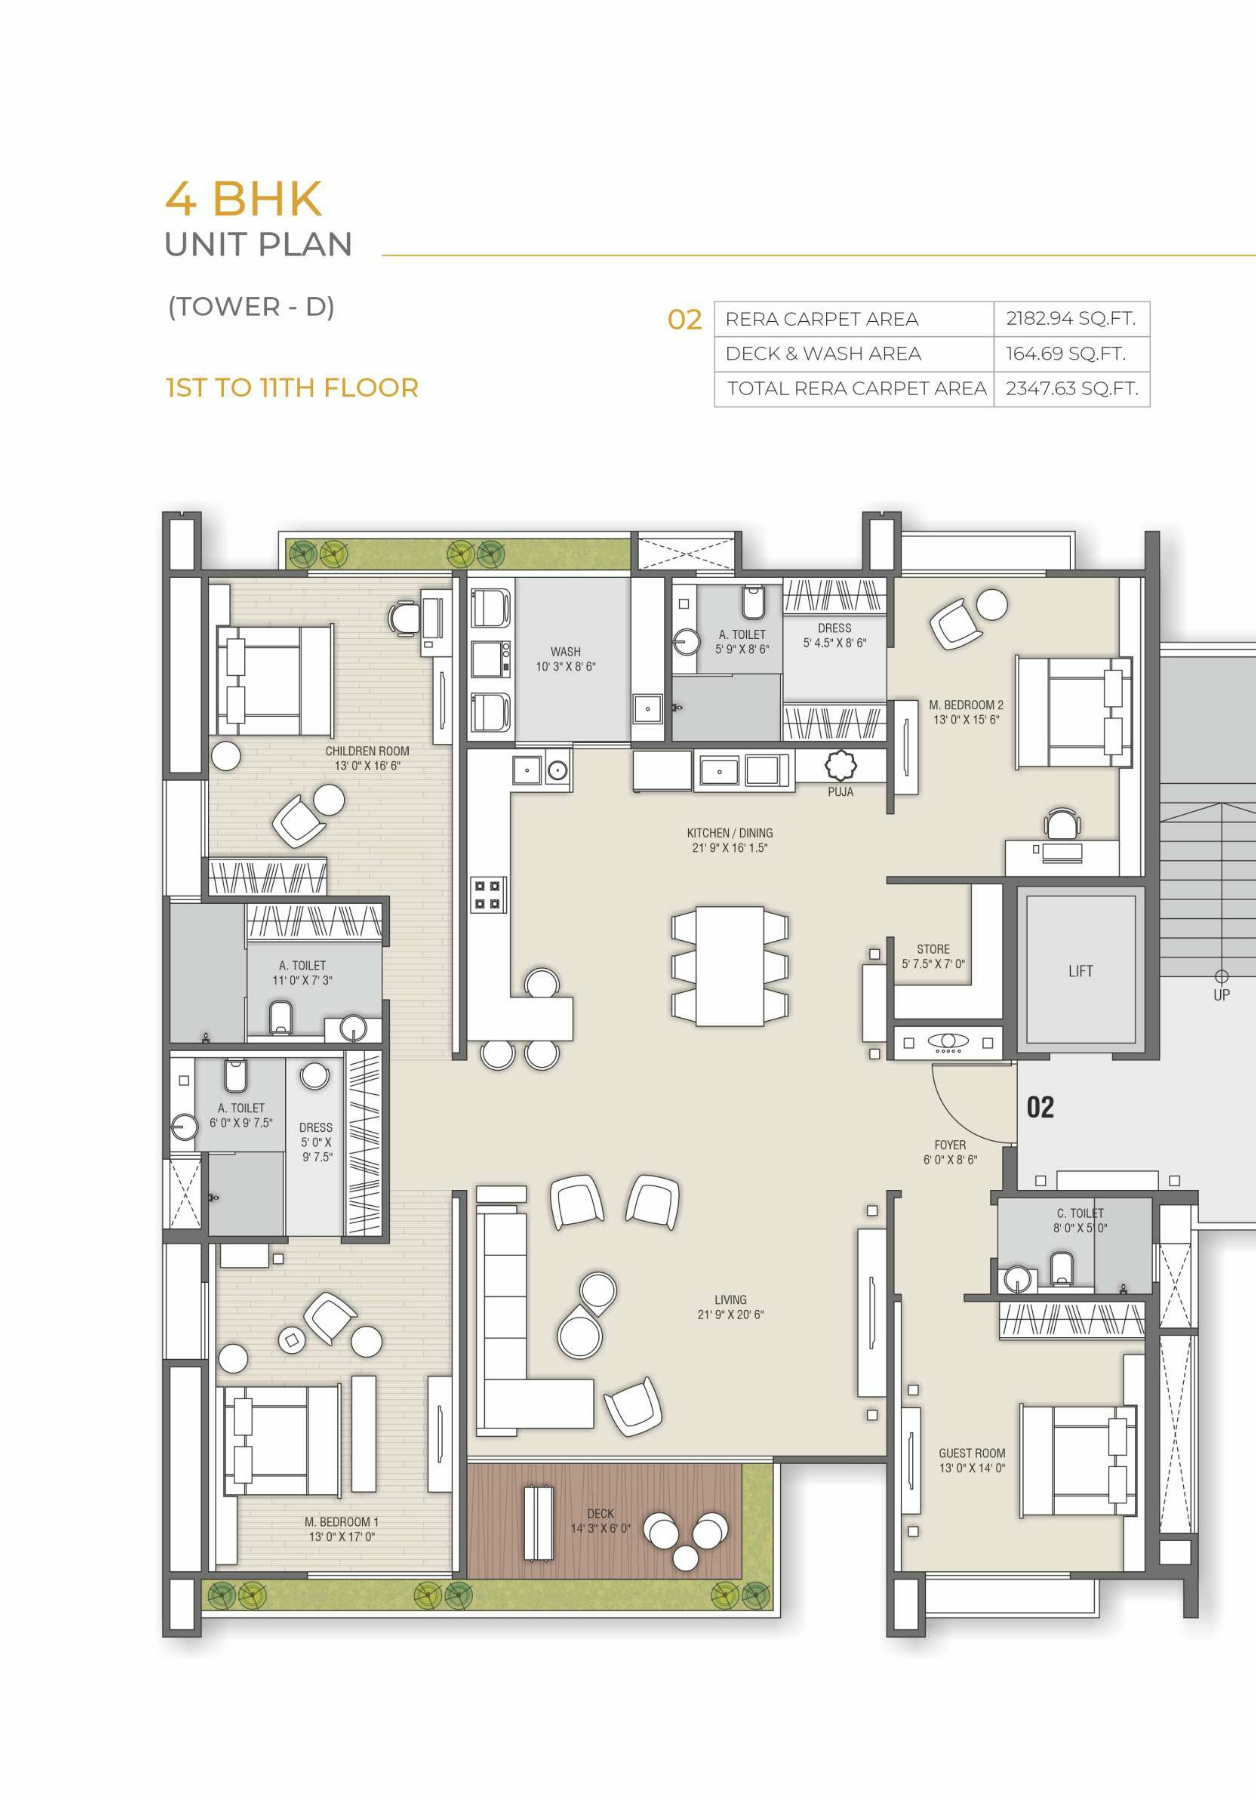 4 BHK
UNIT PLAN
(TOWER - D)
1ST TO 11TH FLOOR
02
RERA CARPET AREA 2182.94 SQ.FT.
DECK & WASH AREA 164.69 SQ.FT.
TOTAL RERA CARPET AREA 2347.63 SQ.FT.
WASH
10' 3" X 8' 6"
A. TOILET
5' 9" X 8' 6"
DRESS
5' 4.5" X 8' 6"
M. BEDROOM 2
13' 0" X 15' 6"
CHILDREN ROOM
13' 0" X 16' 6"
PUJA
KITCHEN / DINING
21' 9" X 16' 1.5"
STORE
5' 7.5" X 7' 0"
LIFT
UP
A. TOILET
11' 0" X 7' 3"
A. TOILET
6' 0" X 9' 7.5"
DRESS
5' 0" X
9' 7.5"
02
FOYER
6' 0" X 8' 6"
C. TOILET
8' 0" X 5' 0"
LIVING
21' 9" X 20' 6"
GUEST ROOM
13' 0" X 14' 0"
M. BEDROOM 1
13' 0" X 17' 0"
DECK
14' 3" X 6' 0"